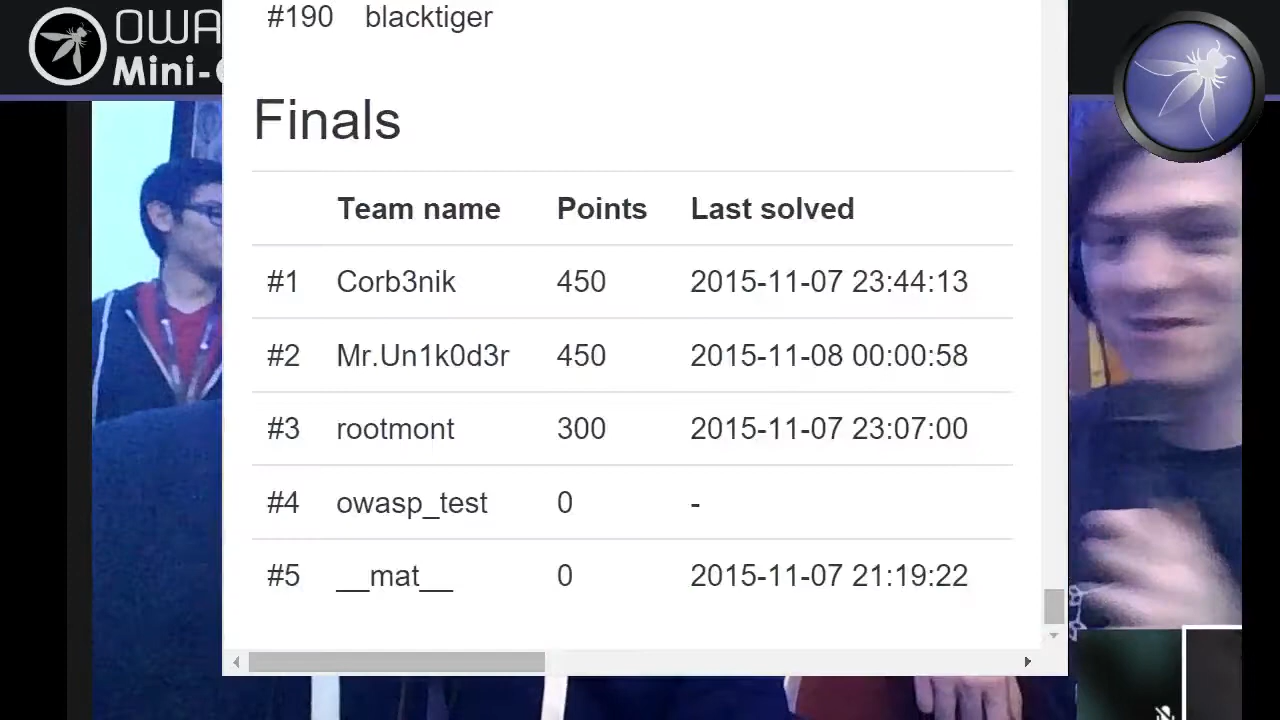 OWA
Mini-
#190 blacktiger
Finals
Team name Points Last solved
#1 Corb3nik 450 2015-11-07 23:44:13
#2 Mr.Un1k0d3r 450 2015-11-08 00:00:58
#3 rootmont 300 2015-11-07 23:07:00
#4 owasp_test 0 -
#5 __mat__ 0 2015-11-07 21:19:22